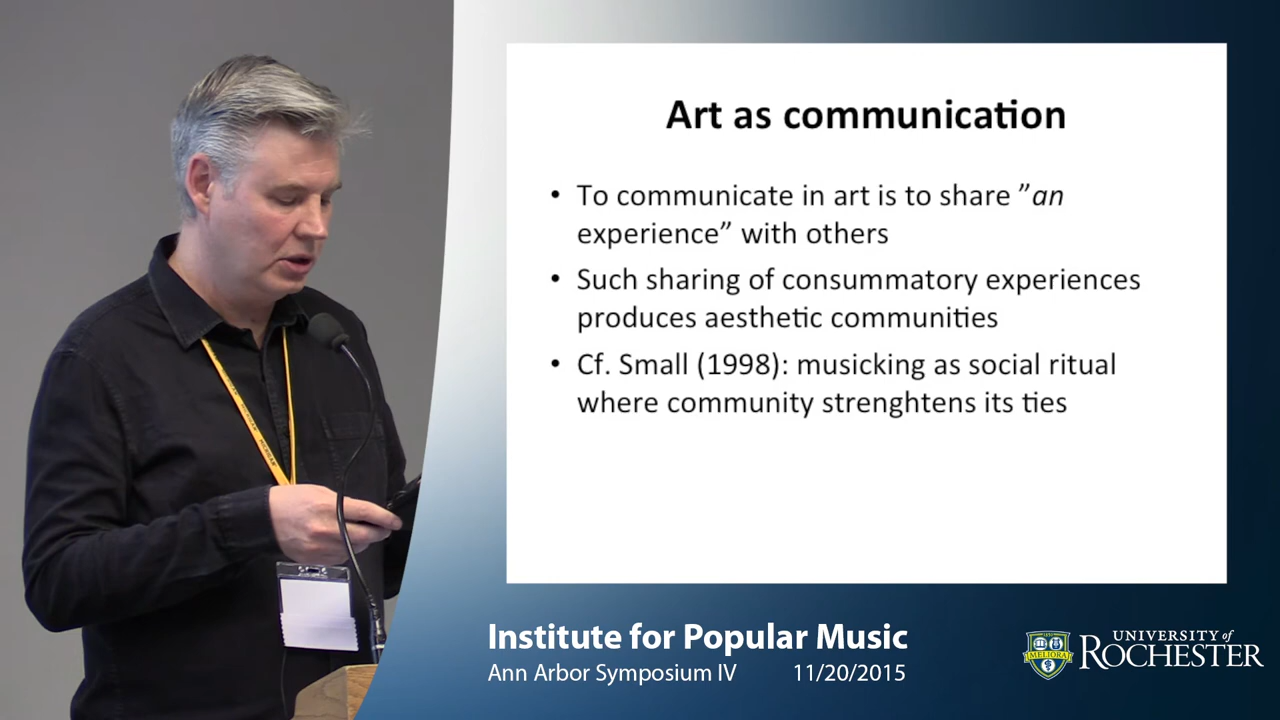 Art as communication
• To communicate in art is to share ”an
experience” with others
• Such sharing of consummatory experiences
produces aesthetic communities
• Cf. Small (1998): musicking as social ritual
where community strenghtens its ties
Institute for Popular Music
Ann Arbor Symposium IV 11/20/2015
MELIORA
UNIVERSITY of
ROCHESTER